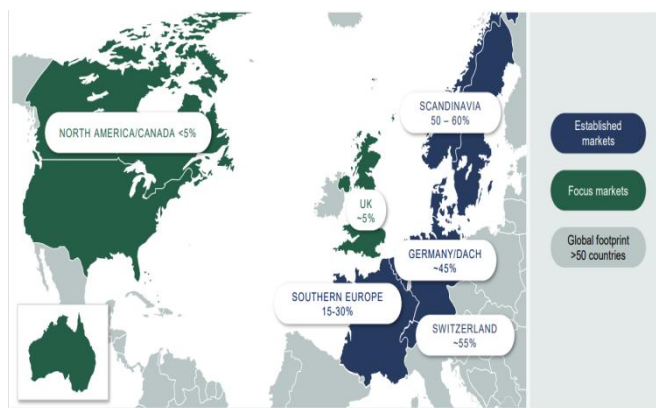 SCANDINAVIA
50 – 60%
NORTH AMERICA/CANADA <5%
UK
~5%
GERMANY/DACH
~45%
SOUTHERN EUROPE
15-30%
SWITZERLAND
~55%
Established
markets
Focus markets
Global footprint
>50 countries